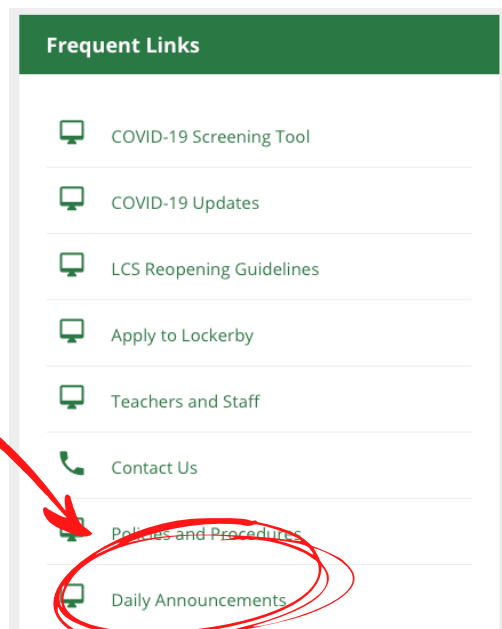 Frequent Links
COVID-19 Screening Tool
COVID-19 Updates
LCS Reopening Guidelines
Apply to Lockerby
Teachers and Staff
Contact Us
Policies and Procedures
Daily Announcements